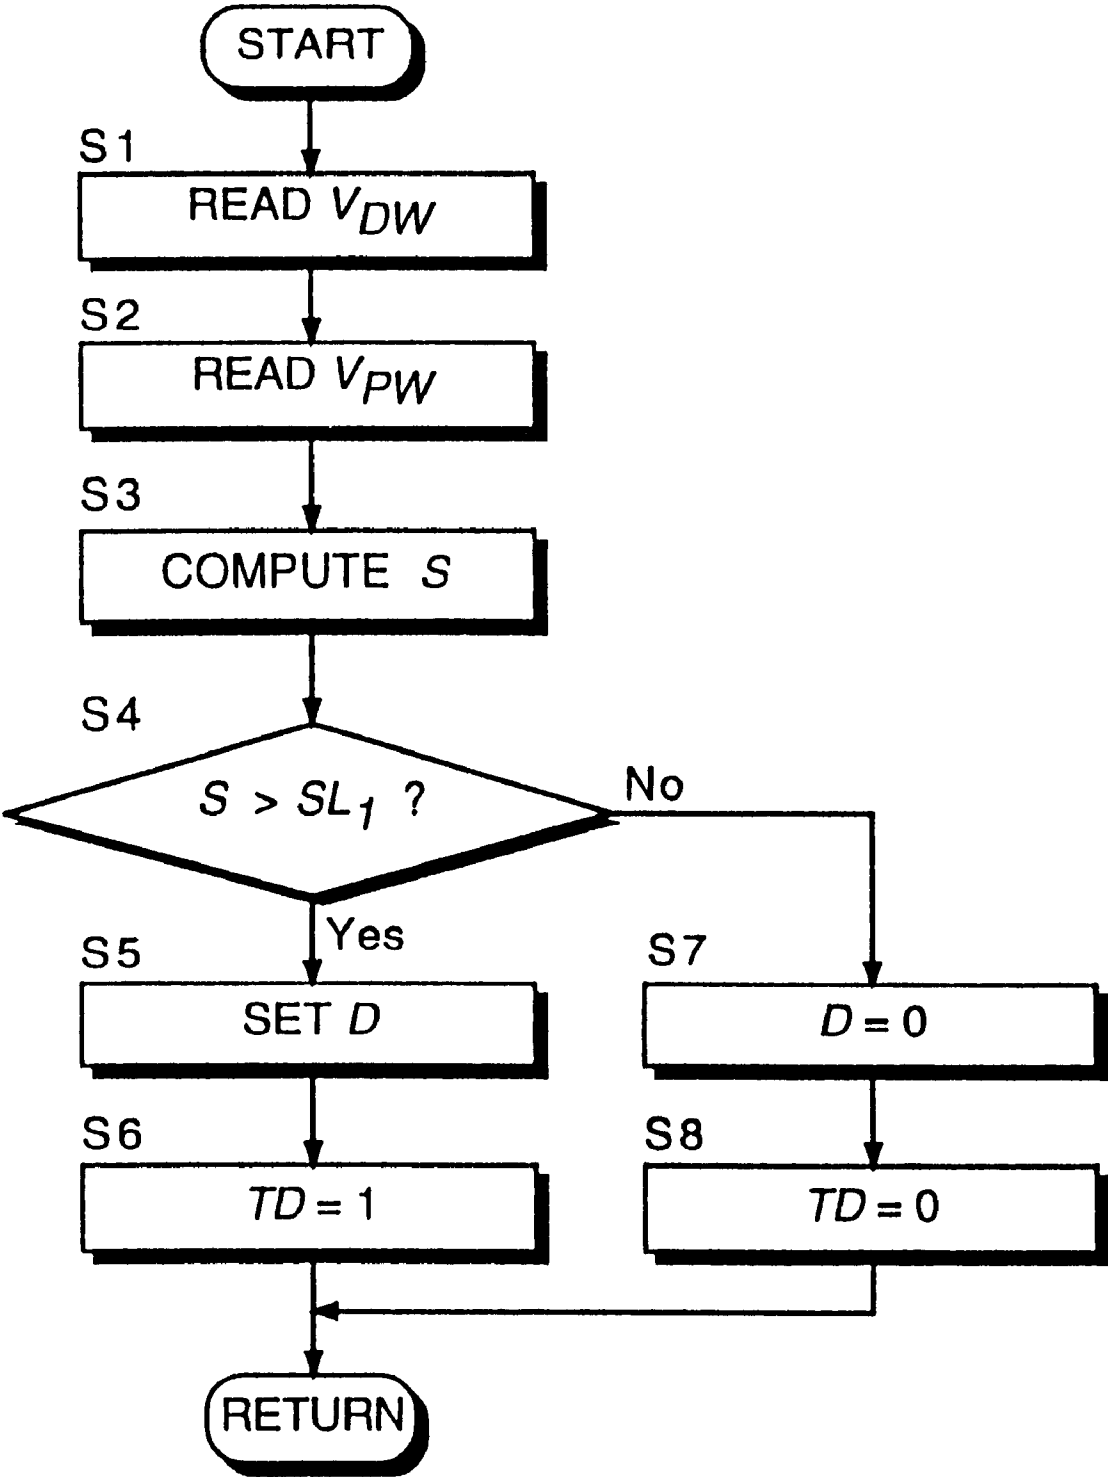 START
S1
READ V_DW
S2
READ V_PW
S3
COMPUTE S
S4
S > SL_1 ?
No
Yes
S5
SET D
S7
D = 0
S6
TD = 1
S8
TD = 0
RETURN